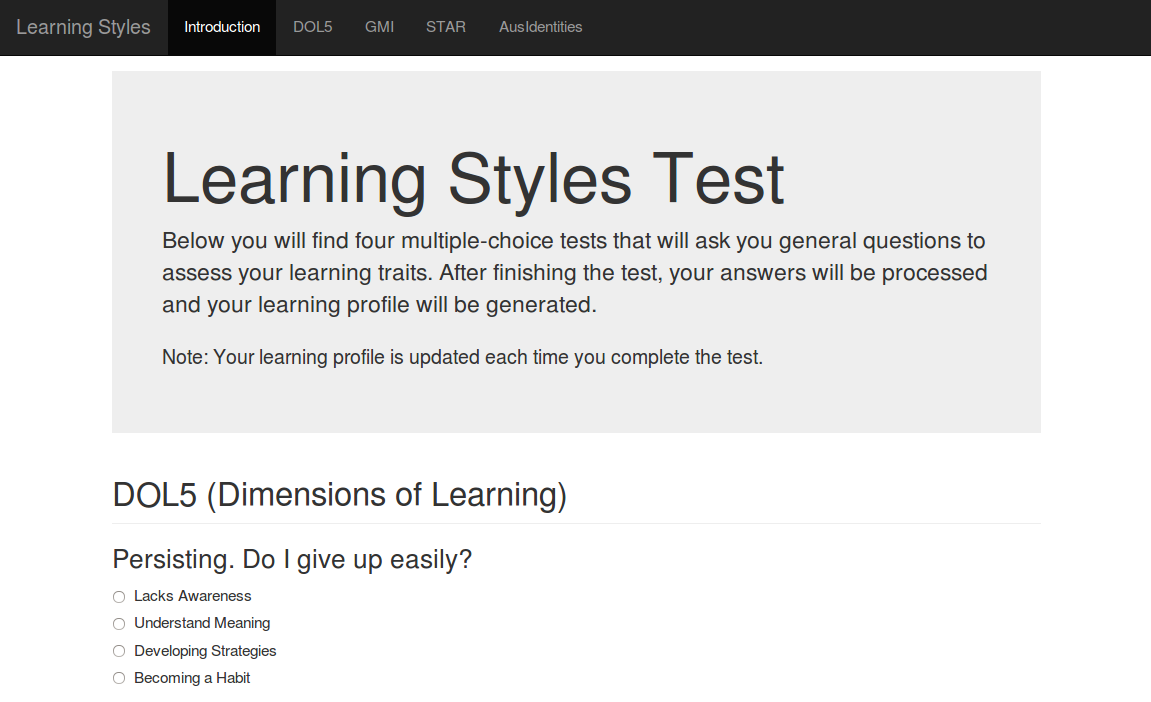 Learning Styles Introduction DOL5 GMI STAR AusIdentities
Learning Styles Test
Below you will find four multiple-choice tests that will ask you general questions to
assess your learning traits. After finishing the test, your answers will be processed
and your learning profile will be generated.
Note: Your learning profile is updated each time you complete the test.
DOL5 (Dimensions of Learning)
Persisting. Do I give up easily?
Lacks Awareness
Understand Meaning
Developing Strategies
Becoming a Habit